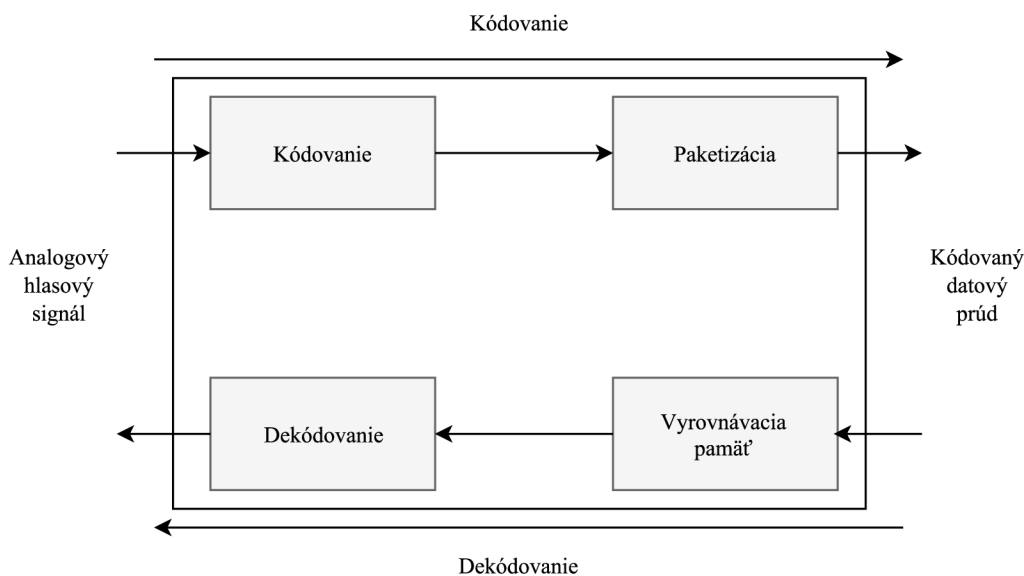 Kódovanie
Kódovanie
Paketizácia
Analogový
hlasový
signál
Kódovaný
datový
prúd
Dekódovanie
Vyrovnávacia
pamäť
Dekódovanie